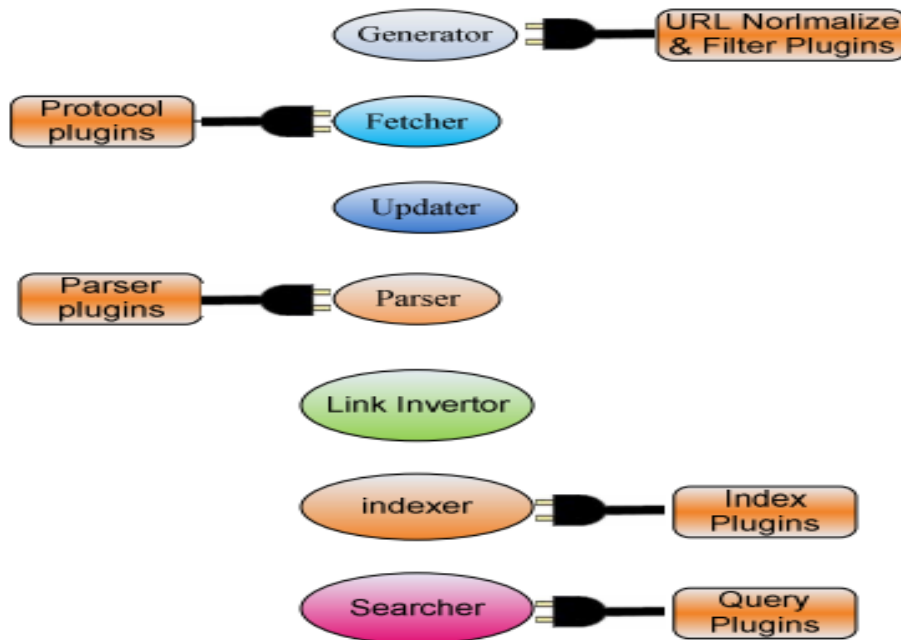 Generator
URL Norlmalize
& Filter Plugins
Protocol
plugins
Fetcher
Updater
Parser
plugins
Parser
Link Invertor
indexer
Index
Plugins
Searcher
Query
Plugins